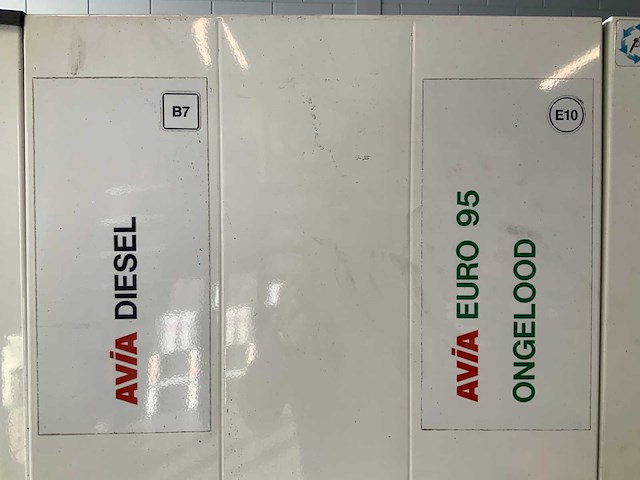 B7
AVIA DIESEL
E10
AVIA EURO 95
ONGELOOD